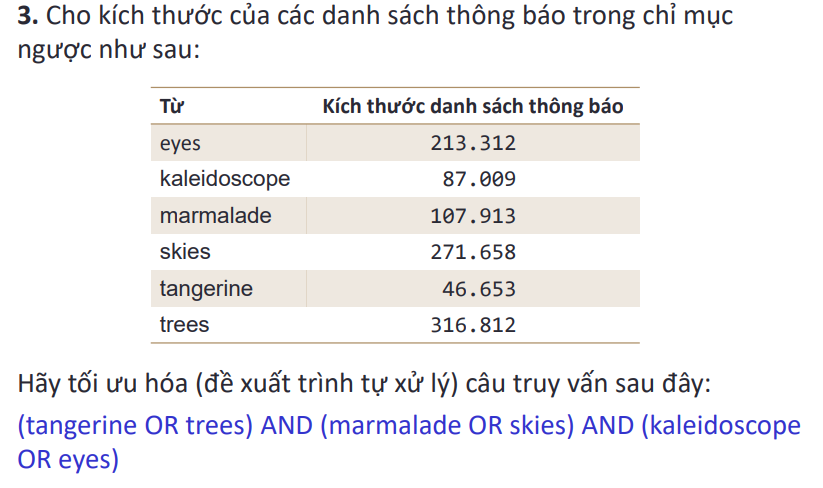 3. Cho kích thước của các danh sách thông báo trong chỉ mục
ngược như sau:
Từ Kích thước danh sách thông báo
eyes 213.312
kaleidoscope 87.009
marmalade 107.913
skies 271.658
tangerine 46.653
trees 316.812
Hãy tối ưu hóa (đề xuất trình tự xử lý) câu truy vấn sau đây:
(tangerine OR trees) AND (marmalade OR skies) AND (kaleidoscope
OR eyes)